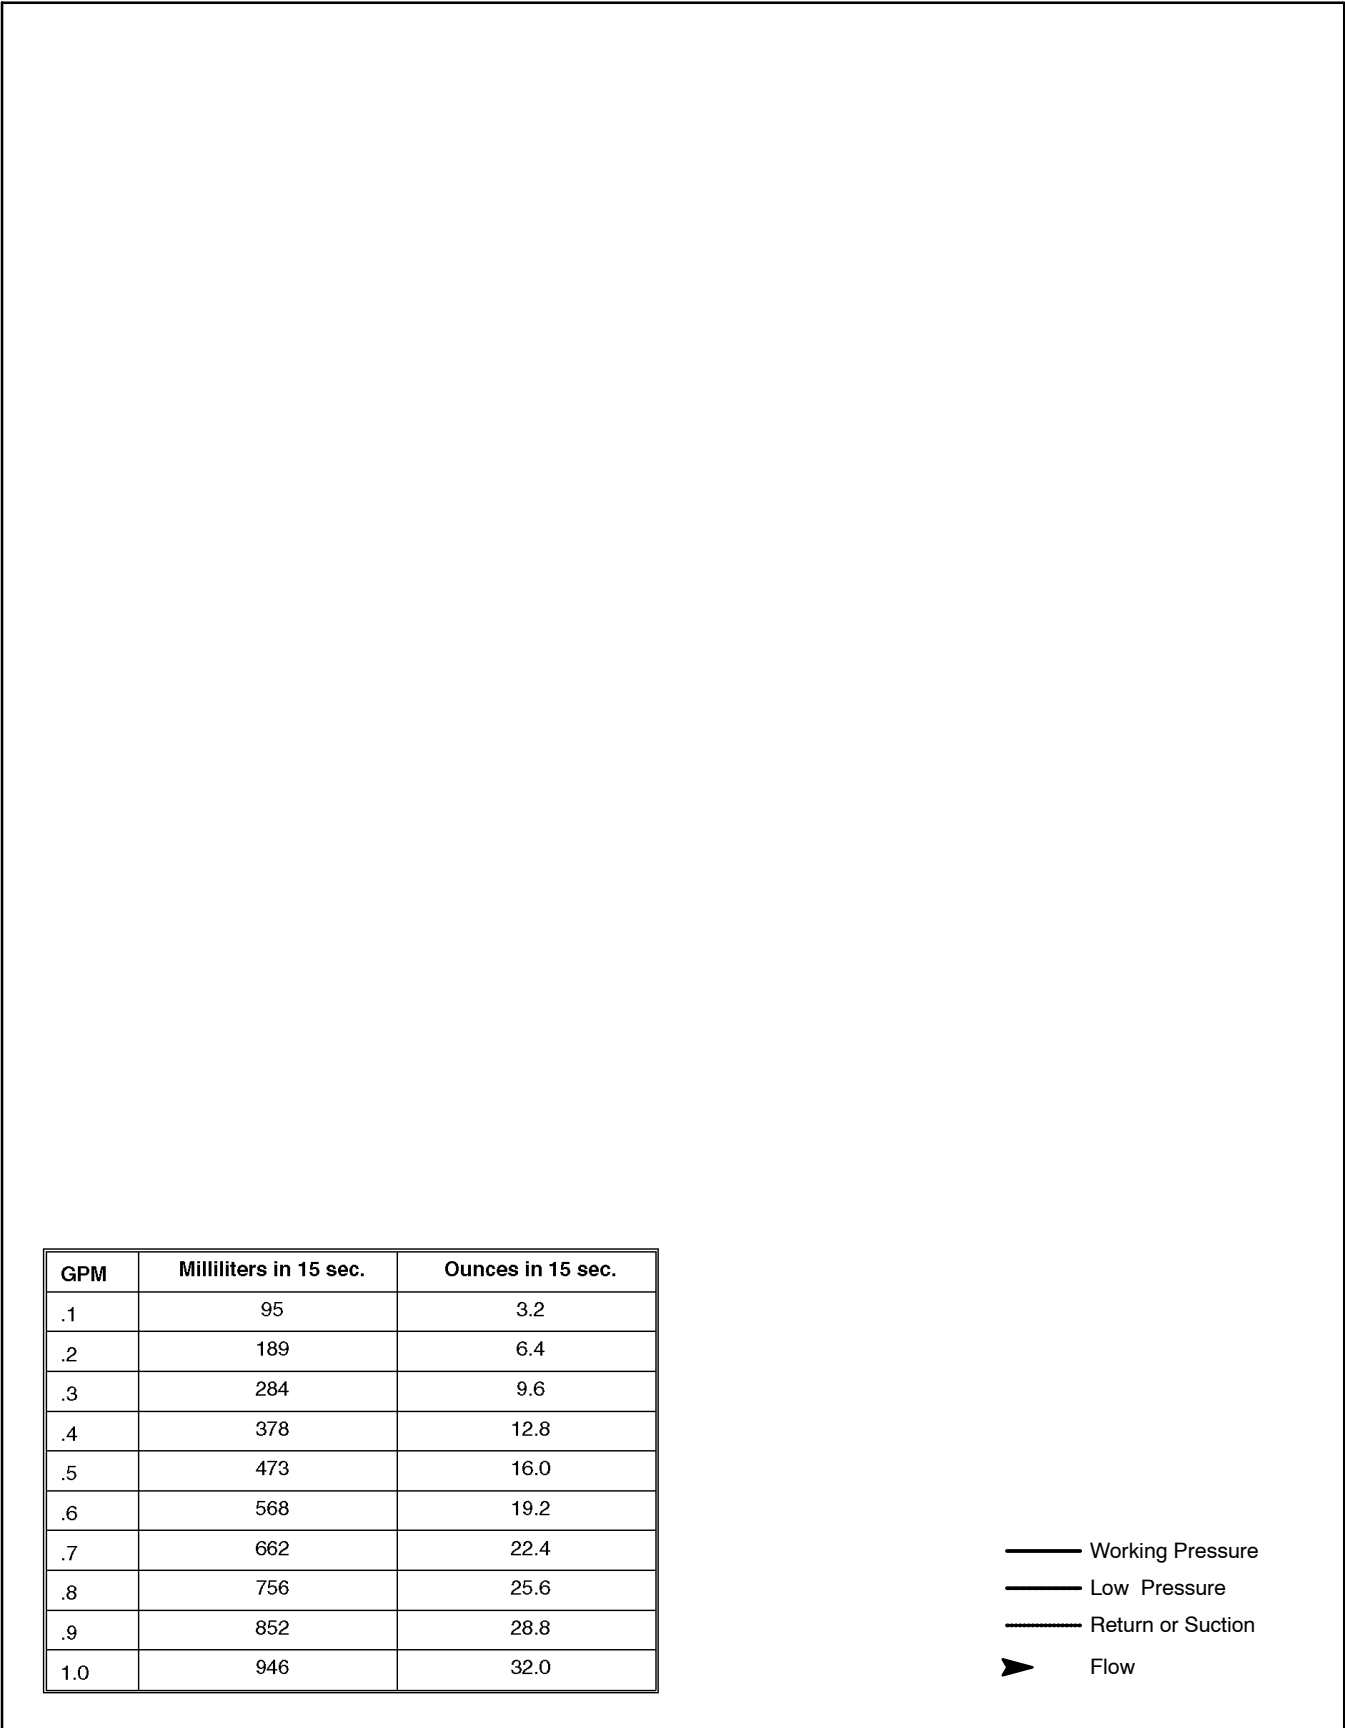 GPM Milliliters in 15 sec. Ounces in 15 sec.
.1 95 3.2
.2 189 6.4
.3 284 9.6
.4 378 12.8
.5 473 16.0
.6 568 19.2
.7 662 22.4
.8 756 25.6
.9 852 28.8
1.0 946 32.0
Working Pressure
Low Pressure
Return or Suction
Flow